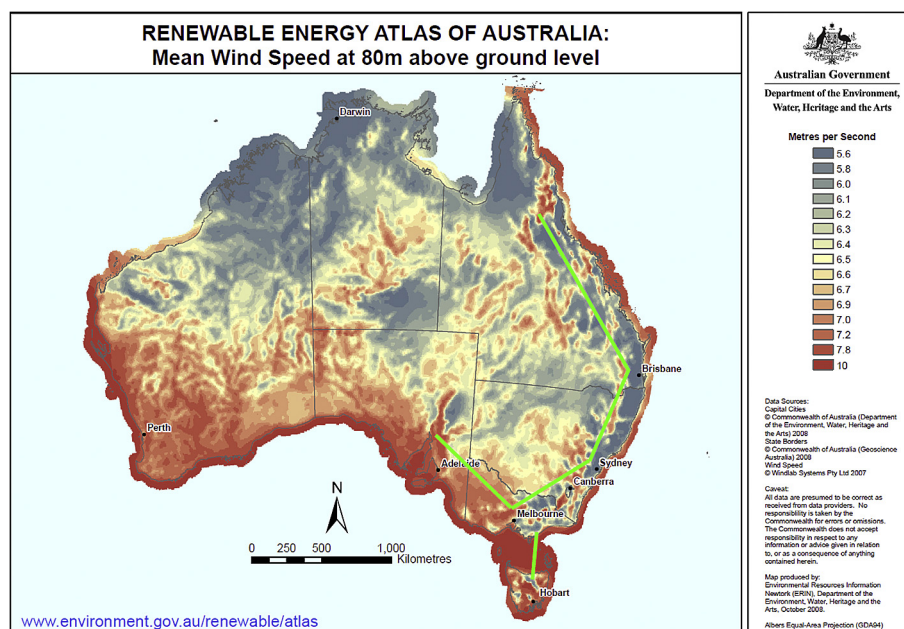 RENEWABLE ENERGY ATLAS OF AUSTRALIA:
Mean Wind Speed at 80m above ground level
Darwin
Brisbane
Perth
Adelaide
Sydney
Canberra
Melbourne
Hobart
N
0 250 500 1,000
Kilometres
www.environment.gov.au/renewable/atlas
Australian Government
Department of the Environment,
Water, Heritage and the Arts
Metres per Second
5.6
5.8
6.0
6.1
6.2
6.3
6.4
6.5
6.6
6.7
6.9
7.0
7.2
7.8
10
Data Sources:
Capital Cities
© Commonwealth of Australia (Department
of the Environment, Water, Heritage and
the Arts) 2008
State Borders
© Commonwealth of Australia (Geoscience
Australia) 2008
Wind Speed
© Windlab Systems Pty Ltd 2007
Caveat:
All data are presumed to be correct as
received from data providers. No
responsibility is taken by the
Commonwealth for errors or omissions.
The Commonwealth does not accept
responsibility in respect to any
information or advice given in relation
to, or as a consequence of anything
contained herein.
Map produced by:
Environmental Resources Information
Newtork (ERIN), Department of the
Environment, Water, Heritage and the
Arts, October 2008.
Albers Equal-Area Projection (GDA94)